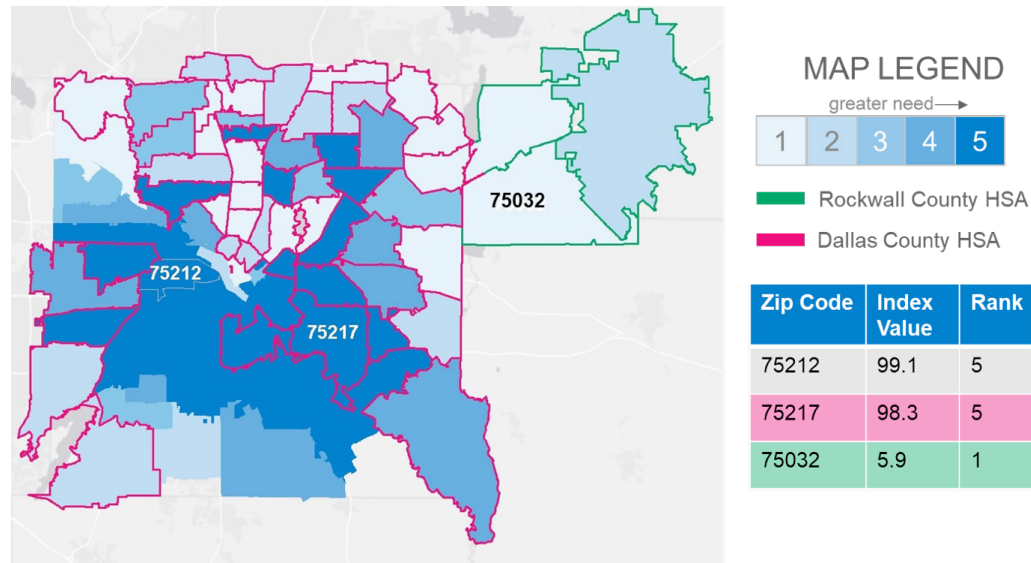 MAP LEGEND
greater need
1 2 3 4 5
Rockwall County HSA
Dallas County HSA
75032
75212
75217
Zip Code Index Value Rank
75212 99.1 5
75217 98.3 5
75032 5.9 1